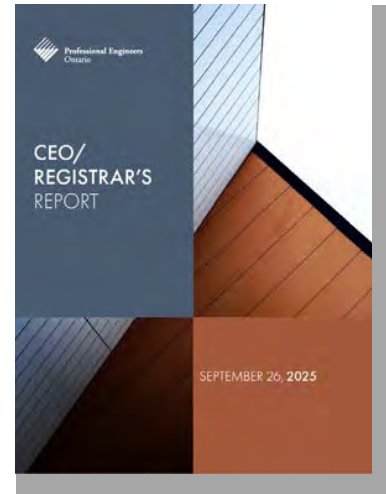 Professional Engineers
Ontario
CEO/
REGISTRAR'S
REPORT
SEPTEMBER 26, 2025